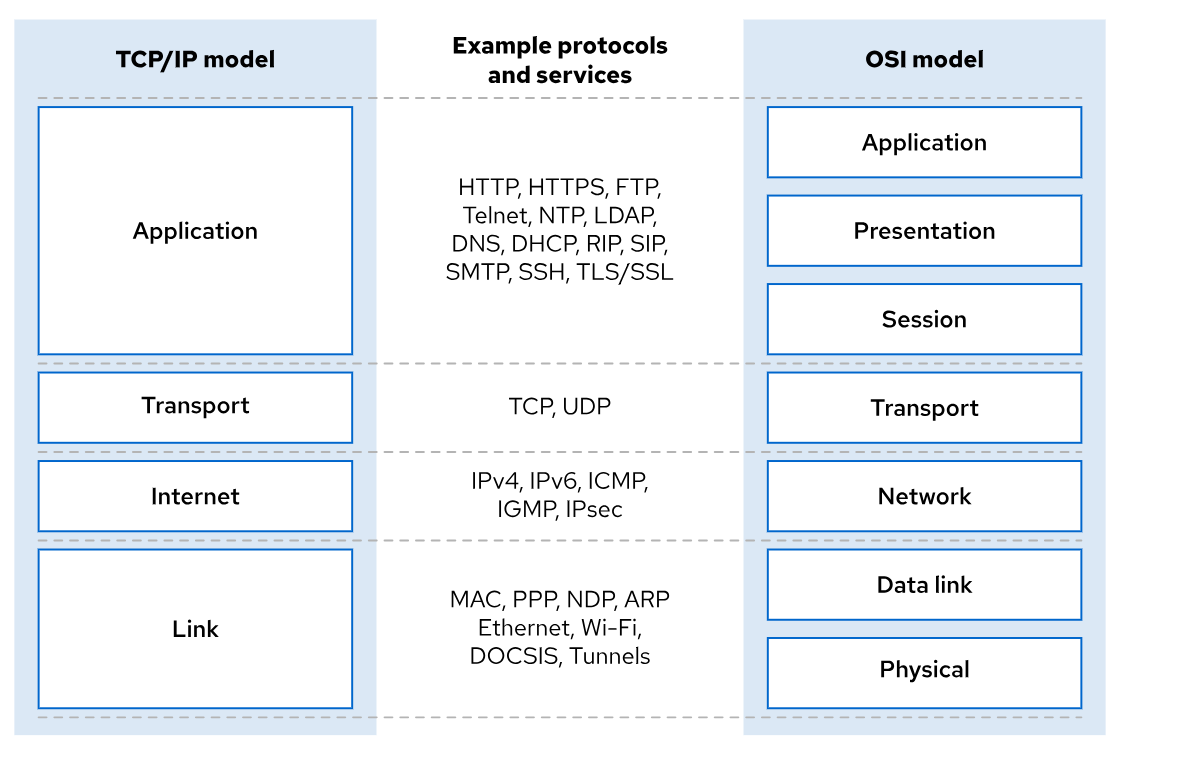 TCP/IP model
Example protocols
and services
OSI model
Application
HTTP, HTTPS, FTP,
Telnet, NTP, LDAP,
DNS, DHCP, RIP, SIP,
SMTP, SSH, TLS/SSL
Application
Presentation
Session
Transport
TCP, UDP
Transport
Internet
IPv4, IPv6, ICMP,
IGMP, IPsec
Network
Link
MAC, PPP, NDP, ARP
Ethernet, Wi-Fi,
DOCSIS, Tunnels
Data link
Physical